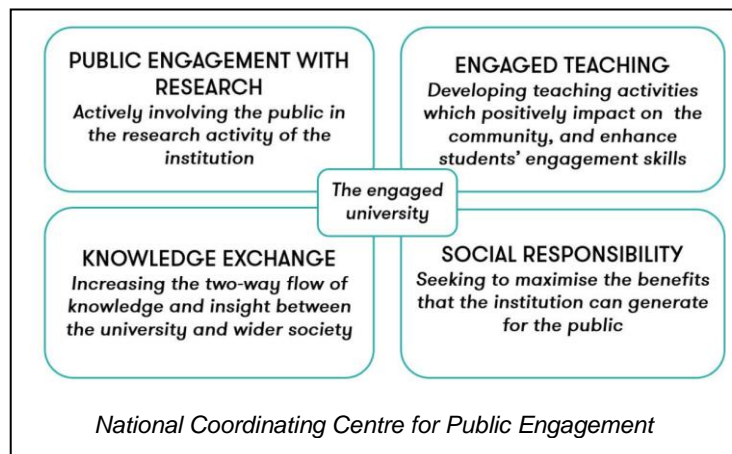 PUBLIC ENGAGEMENT WITH
RESEARCH
Actively involving the public in
the research activity of the
institution
ENGAGED TEACHING
Developing teaching activities
which positively impact on the
community, and enhance
students' engagement skills
The engaged
university
KNOWLEDGE EXCHANGE
Increasing the two-way flow of
knowledge and insight between
the university and wider society
SOCIAL RESPONSIBILITY
Seeking to maximise the benefits
that the institution can generate
for the public
National Coordinating Centre for Public Engagement